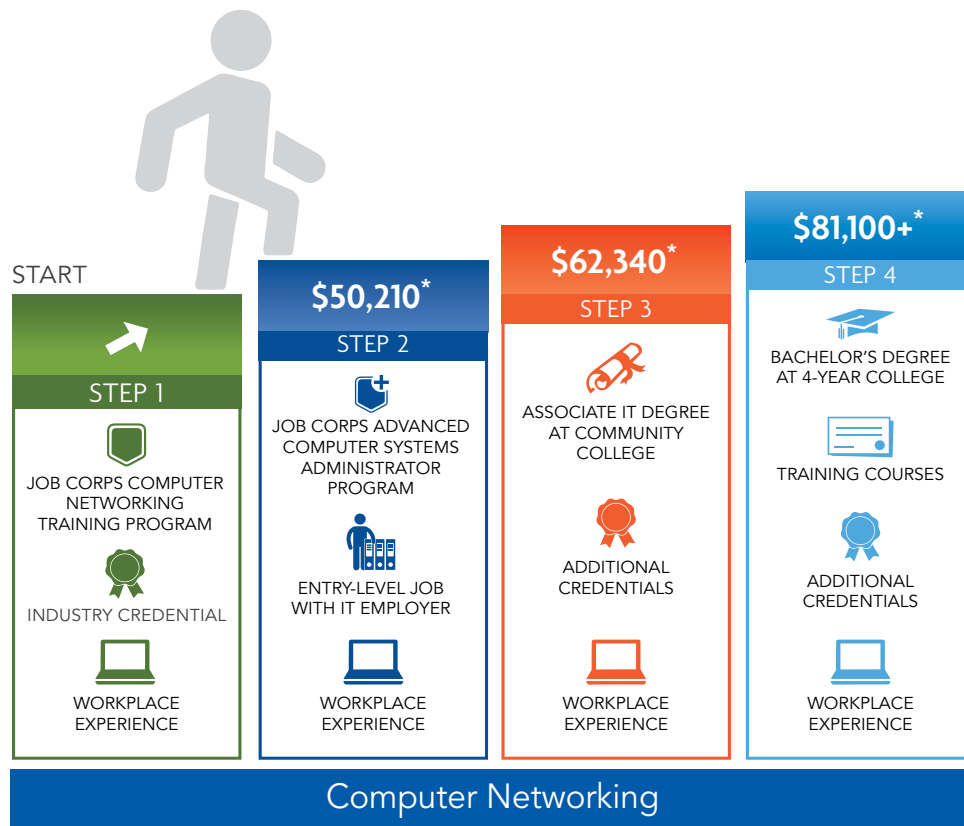 START
STEP 1
JOB CORPS COMPUTER
NETWORKING
TRAINING PROGRAM
INDUSTRY CREDENTIAL
WORKPLACE
EXPERIENCE
$50,210*
STEP 2
JOB CORPS ADVANCED
COMPUTER SYSTEMS
ADMINISTRATOR
PROGRAM
ENTRY-LEVEL JOB
WITH IT EMPLOYER
WORKPLACE
EXPERIENCE
$62,340*
STEP 3
ASSOCIATE IT DEGREE
AT COMMUNITY
COLLEGE
ADDITIONAL
CREDENTIALS
WORKPLACE
EXPERIENCE
$81,100+*
STEP 4
BACHELOR'S DEGREE
AT 4-YEAR COLLEGE
TRAINING COURSES
ADDITIONAL
CREDENTIALS
WORKPLACE
EXPERIENCE
Computer Networking